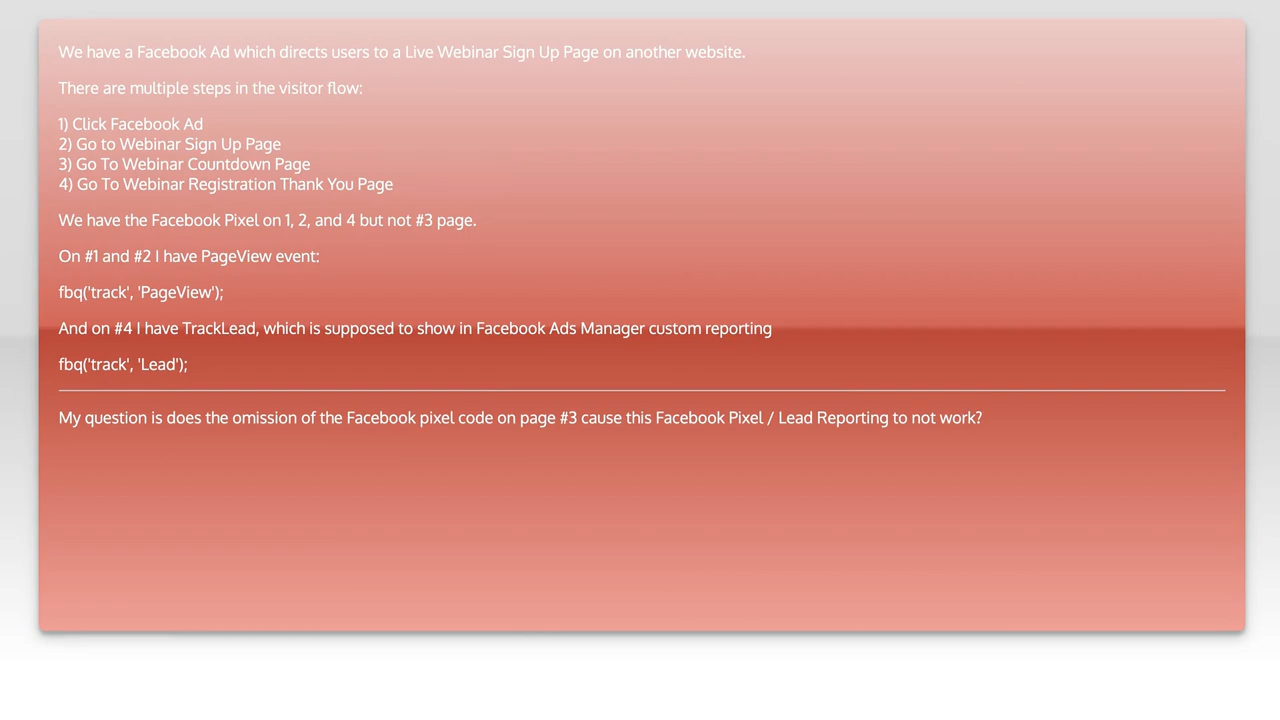 We have a Facebook Ad which directs users to a Live Webinar Sign Up Page on another website.
There are multiple steps in the visitor flow:
1) Click Facebook Ad
2) Go to Webinar Sign Up Page
3) Go To Webinar Countdown Page
4) Go To Webinar Registration Thank You Page
We have the Facebook Pixel on 1, 2, and 4 but not #3 page.
On #1 and #2 I have PageView event:
fbq('track', 'PageView');
And on #4 I have TrackLead, which is supposed to show in Facebook Ads Manager custom reporting
fbq('track', 'Lead');
My question is does the omission of the Facebook pixel code on page #3 cause this Facebook Pixel / Lead Reporting to not work?